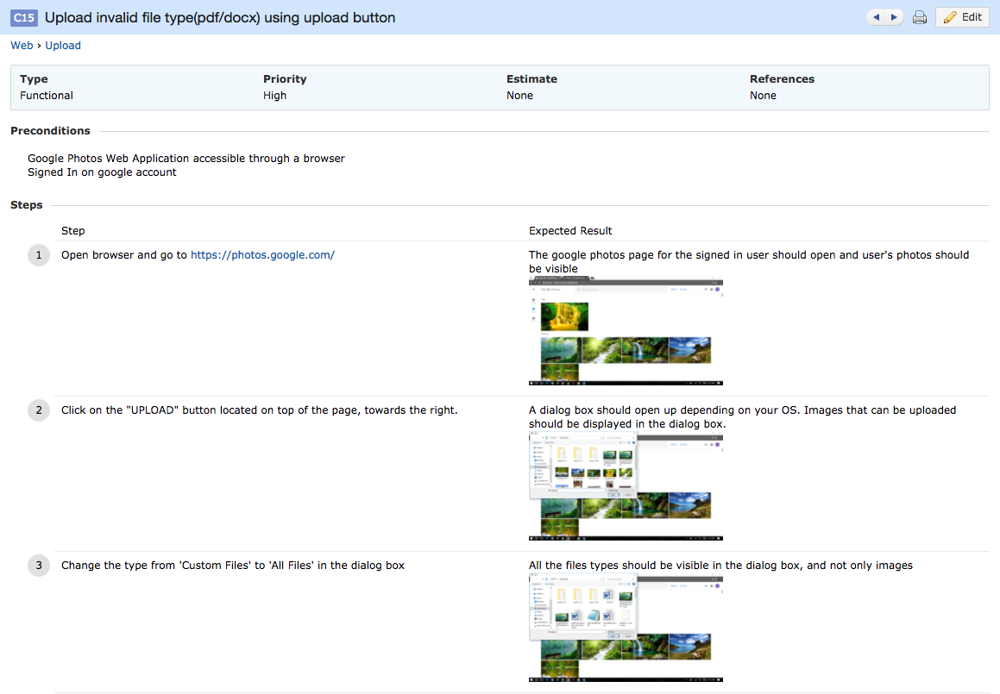 C15 Upload invalid file type(pdf/docx) using upload button
Edit
Web › Upload
Type Priority Estimate References
Functional High None None
Preconditions
Google Photos Web Application accessible through a browser
Signed In on google account
Steps
Step Expected Result
1 Open browser and go to https://photos.google.com/
The google photos page for the signed in user should open and user's photos should
be visible
2 Click on the "UPLOAD" button located on top of the page, towards the right.
A dialog box should open up depending on your OS. Images that can be uploaded
should be displayed in the dialog box.
3 Change the type from 'Custom Files' to 'All Files' in the dialog box
All the files types should be visible in the dialog box, and not only images